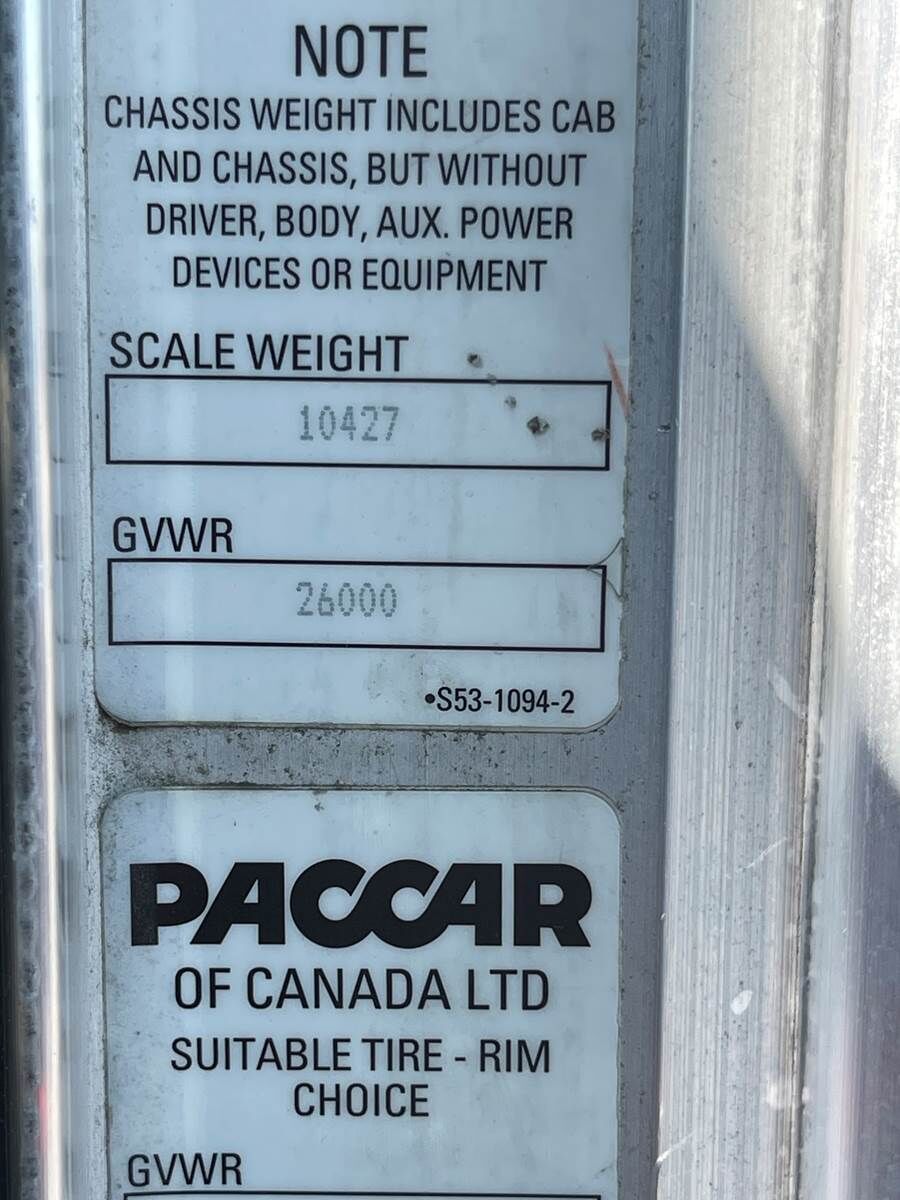 NOTE
CHASSIS WEIGHT INCLUDES CAB
AND CHASSIS, BUT WITHOUT
DRIVER, BODY, AUX. POWER
DEVICES OR EQUIPMENT
SCALE WEIGHT
10427
GVWR
26000
•S53-1094-2
PACCAR
OF CANADA LTD
SUITABLE TIRE - RIM
CHOICE
GVWR